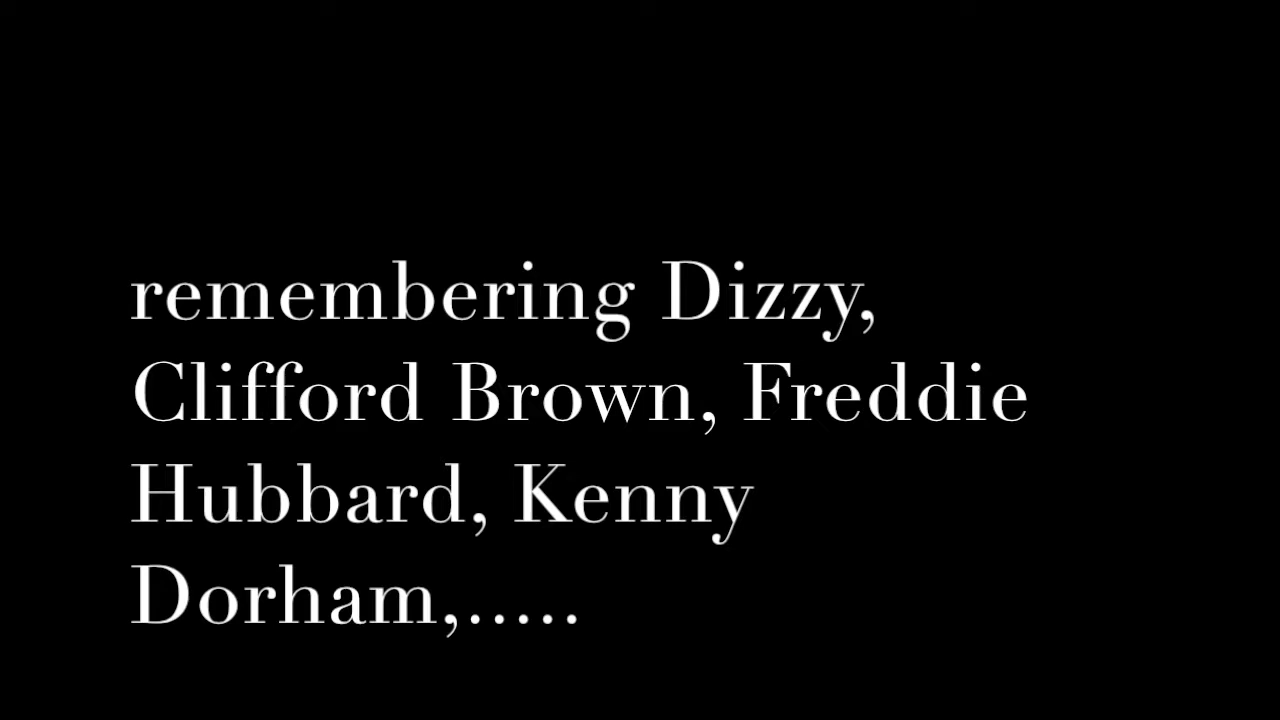 remembering Dizzy,
Clifford Brown, Freddie
Hubbard, Kenny
Dorham,.....